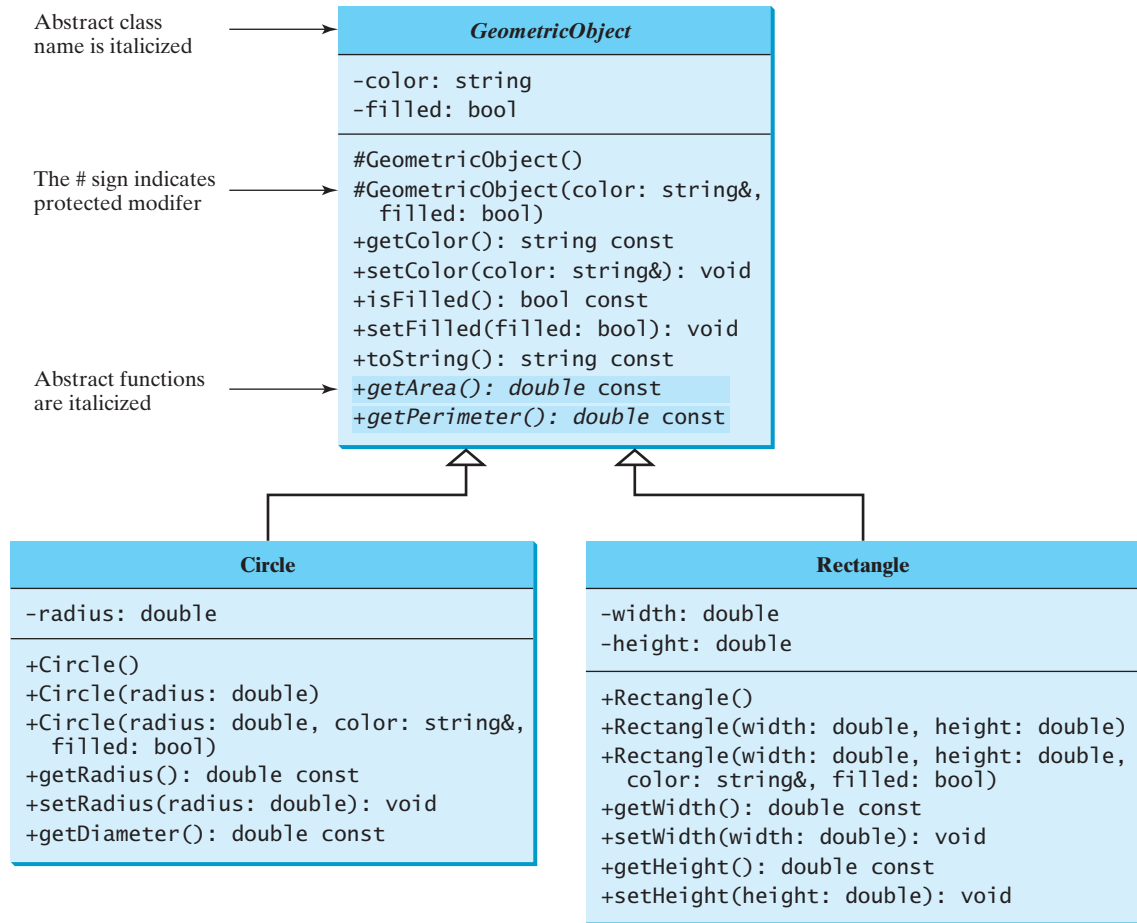 Abstract class
name is italicized
GeometricObject
-color: string
-filled: bool
The # sign indicates
protected modifer
#GeometricObject()
#GeometricObject(color: string&,
filled: bool)
+getColor(): string const
+setColor(color: string&): void
+isFilled(): bool const
+setFilled(filled: bool): void
+toString(): string const
Abstract functions
are italicized
+getArea(): double const
+getPerimeter(): double const
Circle
-radius: double
+Circle()
+Circle(radius: double)
+Circle(radius: double, color: string&,
filled: bool)
+getRadius(): double const
+setRadius(radius: double): void
+getDiameter(): double const
Rectangle
-width: double
-height: double
+Rectangle()
+Rectangle(width: double, height: double)
+Rectangle(width: double, height: double,
color: string&, filled: bool)
+getWidth(): double const
+setWidth(width: double): void
+getHeight(): double const
+setHeight(height: double): void